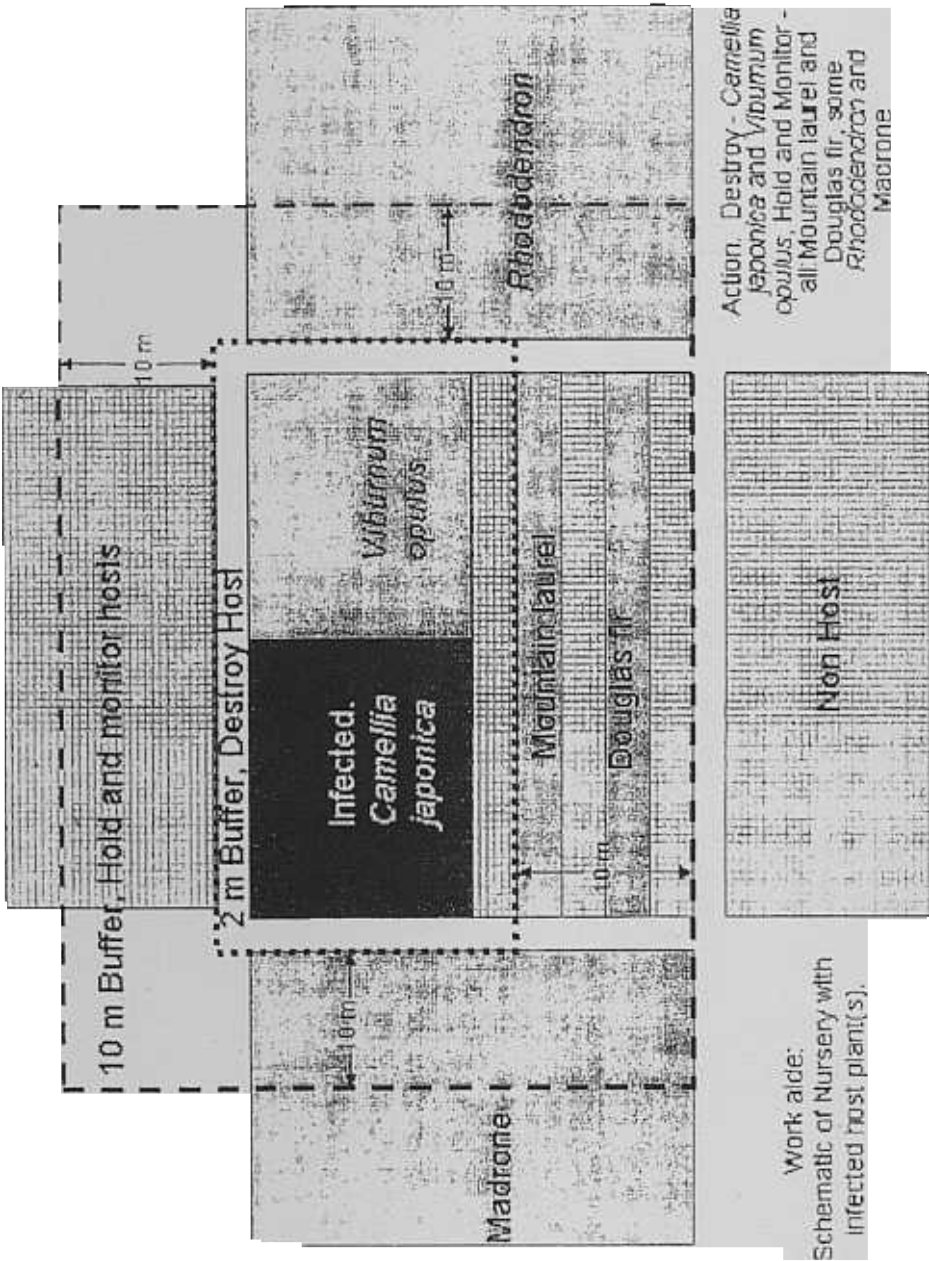 10 m Buffer, Hold and monitor hosts
10 m
2 m Buffer, Destroy Host
Infected.
Camellia
japonica
Viburnum
opulus
10 m
Madrone
10 m
Rhododendron
Mountain laurel
Douglas fir
10 m
Non Host
Work aide:
Schematic of Nursery with
infected host plant(s).
Action: Destroy - Camellia
japonica and Viburnum
opulus, Hold and Monitor -
all Mountain laurel and
Douglas fir, some
Rhododendron and
Madrone